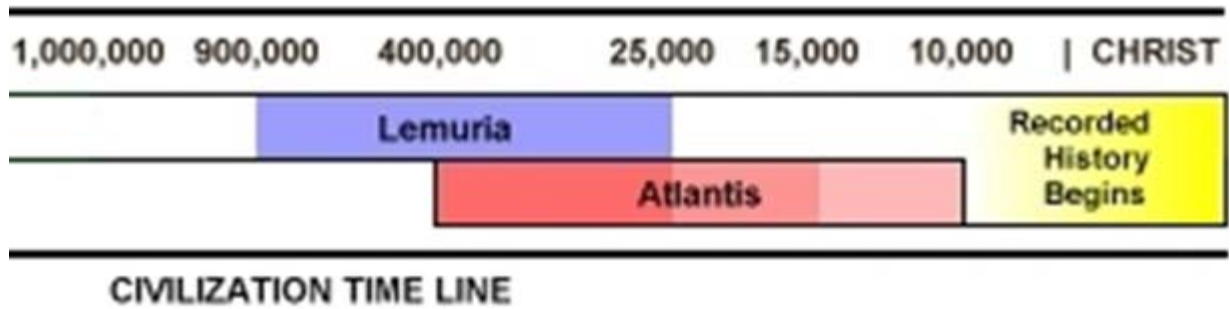 1,000,000 900,000 400,000 25,000 15,000 10,000 | CHRIST
Lemuria
Atlantis
Recorded
History
Begins
CIVILIZATION TIME LINE